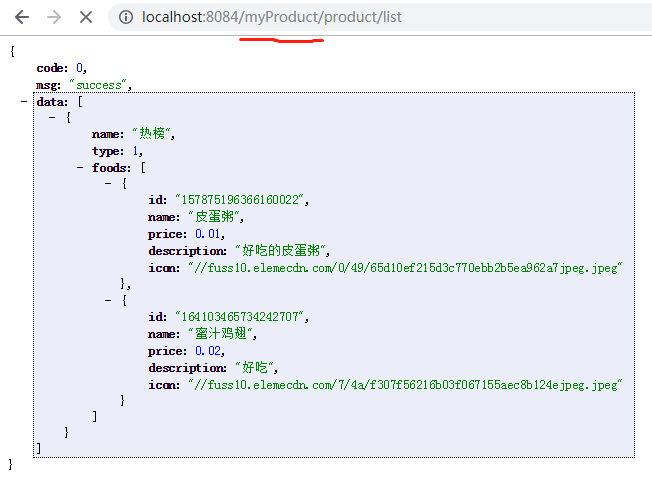 localhost:8084/myProduct/product/list
{
code: 0,
msg: "success",
- data: [
- {
name: "热榜",
type: 1,
- foods: [
- {
id: "157875196366160022",
name: "皮蛋粥",
price: 0.01,
description: "好吃的皮蛋粥",
icon: "//fuss10.elemecdn.com/0/49/65d10ef215d3c770ebb2b5ea962a7jpeg.jpeg"
},
- {
id: "164103465734242707",
name: "蜜汁鸡翅",
price: 0.02,
description: "好吃",
icon: "//fuss10.elemecdn.com/7/4a/f307f56216b03f067155aec8b124ejpeg.jpeg"
}
]
}
]
}